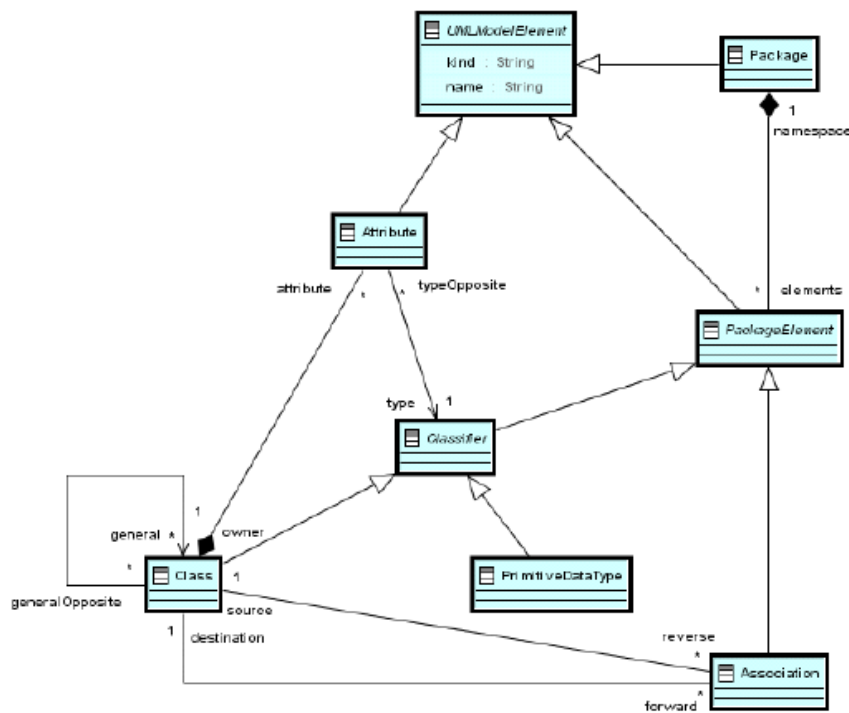 UMLModelElement
kind : String
name : String
Package
1
namespace
Attribute
attribute
*
*
typeOpposite
*
elements
PackageElement
type
1
Classifier
1
general
*
owner
*
Class
1
PrimitiveDataType
generalOpposite
source
1
destination
reverse
*
Association
forward
*